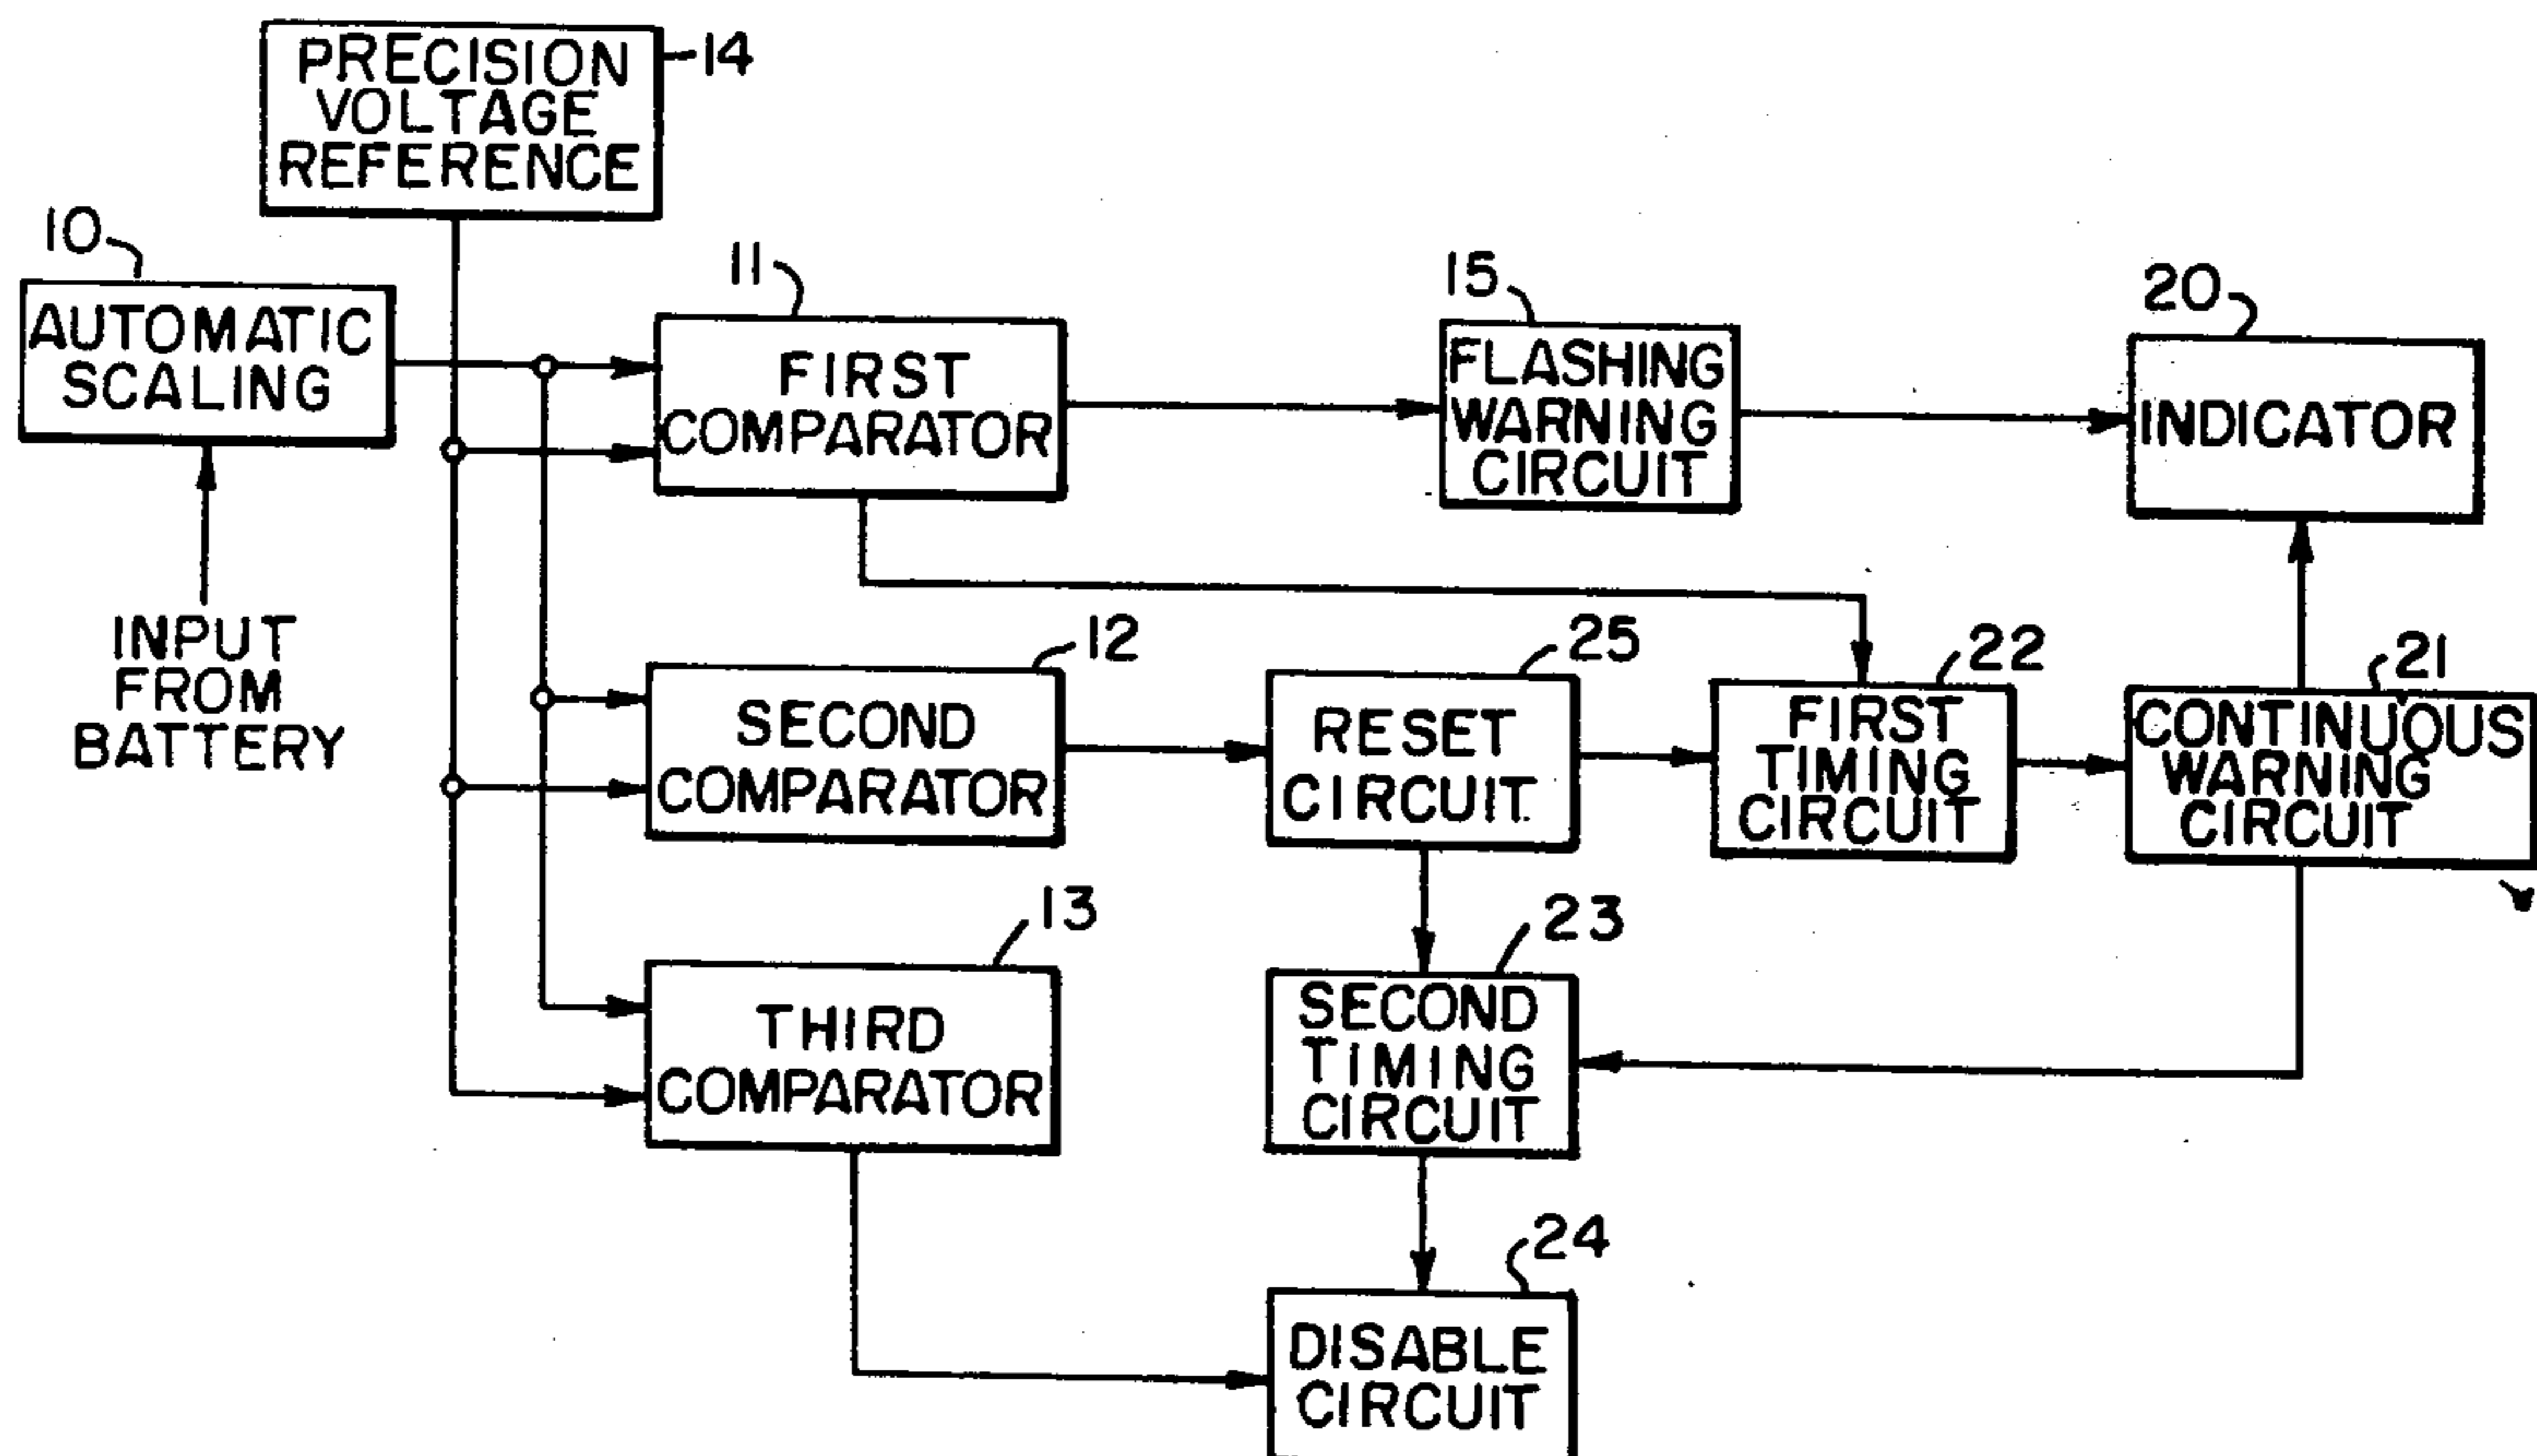 PRECISION
VOLTAGE
REFERENCE
14
10
AUTOMATIC
SCALING
INPUT
FROM
BATTERY
11
FIRST
COMPARATOR
15
FLASHING
WARNING
CIRCUIT
20
INDICATOR
12
SECOND
COMPARATOR
25
RESET
CIRCUIT
22
FIRST
TIMING
CIRCUIT
21
CONTINUOUS
WARNING
CIRCUIT
13
THIRD
COMPARATOR
23
SECOND
TIMING
CIRCUIT
24
DISABLE
CIRCUIT